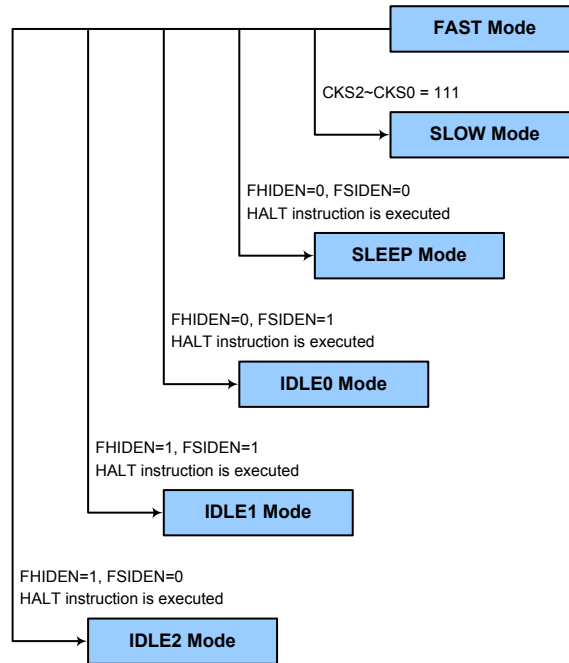 FAST Mode
CKS2~CKS0 = 111
SLOW Mode
FHIDEN=0, FSIDEN=0
HALT instruction is executed
SLEEP Mode
FHIDEN=0, FSIDEN=1
HALT instruction is executed
IDLE0 Mode
FHIDEN=1, FSIDEN=1
HALT instruction is executed
IDLE1 Mode
FHIDEN=1, FSIDEN=0
HALT instruction is executed
IDLE2 Mode